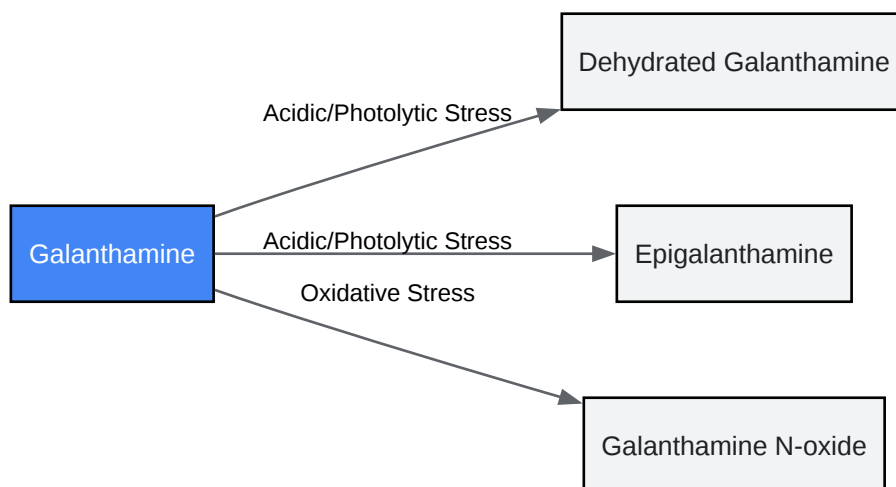 Dehydrated Galanthamine
Acidic/Photolytic Stress
Galanthamine
Acidic/Photolytic Stress
Epigalanthamine
Oxidative Stress
Galanthamine N-oxide